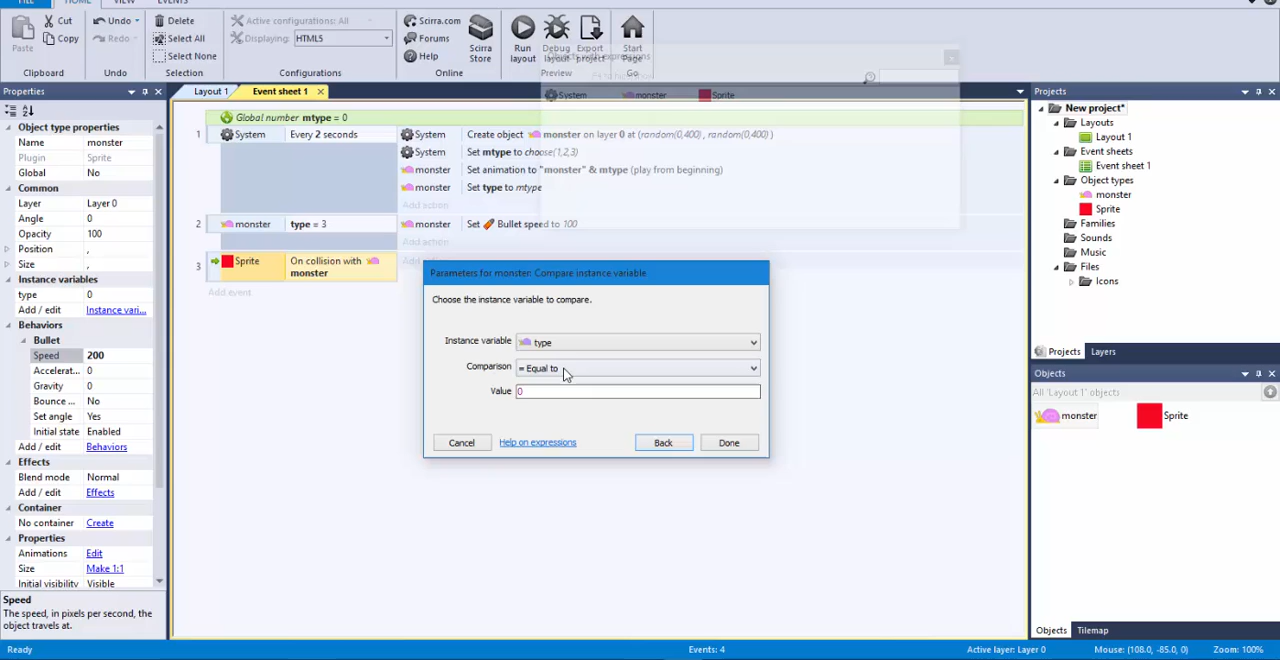 FILE HOME VIEW EVENTS
Paste Cut Copy Clipboard
Undo Redo Undo
Delete Select All Select None Selection
Active configurations: All
Displaying: HTML5
Configurations
Scirra.com Forums Help Scirra Store Online
Run layout Debug layout Export project Preview
Start Page Go
Objects with expressions
System monster Sprite
Properties
Layout 1 Event sheet 1
Projects
Object type properties
Name monster
Plugin Sprite
Global No
Common
Layer Layer 0
Angle 0
Opacity 100
Position ,
Size ,
Instance variables
type 0
Add / edit Instance vari...
Behaviors
Bullet
Speed 200
Accelerat... 0
Gravity 0
Bounce ... No
Set angle Yes
Initial state Enabled
Add / edit Behaviors
Effects
Blend mode Normal
Add / edit Effects
Container
No container Create
Properties
Animations Edit
Size Make 1:1
Initial visibility Visible
Speed
The speed, in pixels per second, the
object travels at.
Global number mtype = 0
1 System Every 2 seconds System Create object monster on layer 0 at (random(0,400) , random(0,400) )
System Set mtype to choose(1,2,3)
monster Set animation to "monster" & mtype (play from beginning)
monster Set type to mtype
Add action
2 monster type = 3 monster Set Bullet speed to 100
Add action
3 Sprite On collision with monster
Add event
Parameters for monster: Compare instance variable
Choose the instance variable to compare.
Instance variable type
Comparison = Equal to
Value 0
Cancel Help on expressions Back Done
New project*
Layouts
Layout 1
Event sheets
Event sheet 1
Object types
monster
Sprite
Families
Sounds
Music
Files
Icons
Projects Layers
Objects
All 'Layout 1' objects
monster Sprite
Objects Tilemap
Ready Events: 4 Active layer: Layer 0 Mouse: (108.0, -85.0, 0) Zoom: 100%